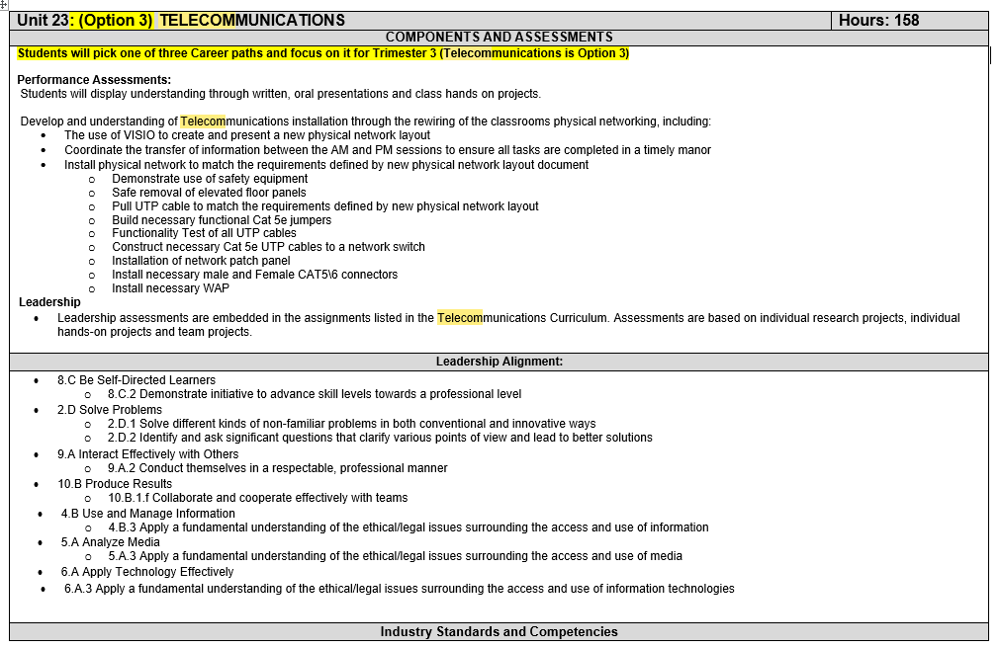 Unit 23: (Option 3) TELECOMMUNICATIONS
Hours: 158
COMPONENTS AND ASSESSMENTS
Students will pick one of three Career paths and focus on it for Trimester 3 (Telecommunications is Option 3)
Performance Assessments:
Students will display understanding through written, oral presentations and class hands on projects.
Develop and understanding of Telecommunications installation through the rewiring of the classrooms physical networking, including:
• The use of VISIO to create and present a new physical network layout
• Coordinate the transfer of information between the AM and PM sessions to ensure all tasks are completed in a timely manor
• Install physical network to match the requirements defined by new physical network layout document
o Demonstrate use of safety equipment
o Safe removal of elevated floor panels
o Pull UTP cable to match the requirements defined by new physical network layout
o Build necessary functional Cat 5e jumpers
o Functionality Test of all UTP cables
o Construct necessary Cat 5e UTP cables to a network switch
o Installation of network patch panel
o Install necessary male and Female CAT5\6 connectors
o Install necessary WAP
Leadership
• Leadership assessments are embedded in the assignments listed in the Telecommunications Curriculum. Assessments are based on individual research projects, individual
hands-on projects and team projects.
Leadership Alignment:
• 8.C Be Self-Directed Learners
o 8.C.2 Demonstrate initiative to advance skill levels towards a professional level
• 2.D Solve Problems
o 2.D.1 Solve different kinds of non-familiar problems in both conventional and innovative ways
o 2.D.2 Identify and ask significant questions that clarify various points of view and lead to better solutions
• 9.A Interact Effectively with Others
o 9.A.2 Conduct themselves in a respectable, professional manner
• 10.B Produce Results
o 10.B.1.f Collaborate and cooperate effectively with teams
• 4.B Use and Manage Information
o 4.B.3 Apply a fundamental understanding of the ethical/legal issues surrounding the access and use of information
• 5.A Analyze Media
o 5.A.3 Apply a fundamental understanding of the ethical/legal issues surrounding the access and use of media
• 6.A Apply Technology Effectively
• 6.A.3 Apply a fundamental understanding of the ethical/legal issues surrounding the access and use of information technologies
Industry Standards and Competencies